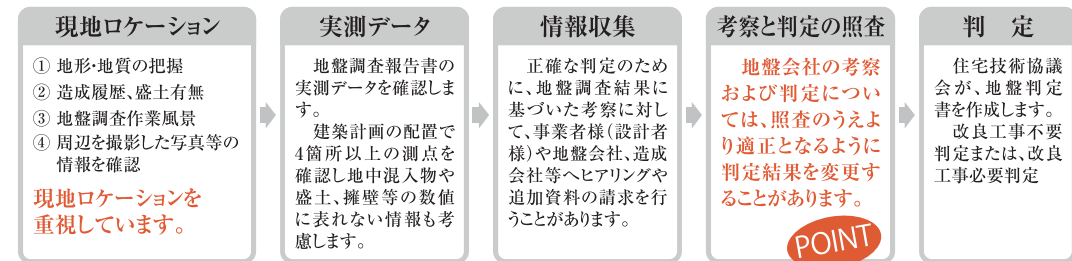 現地ロケーション
① 地形・地質の把握
② 造成履歴、盛土有無
③ 地盤調査作業風景
④ 周辺を撮影した写真等の
情報を確認
現地ロケーションを
重視しています。
実測データ
地盤調査報告書の
実測データを確認しま
す。
建築計画の配置で
4箇所以上の測点を
確認し地中混入物や
盛土、擁壁等の数値
に表れない情報も考
慮します。
情報収集
正確な判定のため
に、地盤調査結果に
基づいた考察に対し
て、事業者様（設計者
様）や地盤会社、造成
会社等へヒアリングや
追加資料の請求を行
うことがあります。
考察と判定の照査
地盤会社の考察
および判定につい
ては、照査のうえよ
り適正となるように
判定結果を変更す
ることがあります。
POINT
判　定
住宅技術協議
会が、地盤判定
書を作成します。
改良工事不要
判定または、改良
工事必要判定